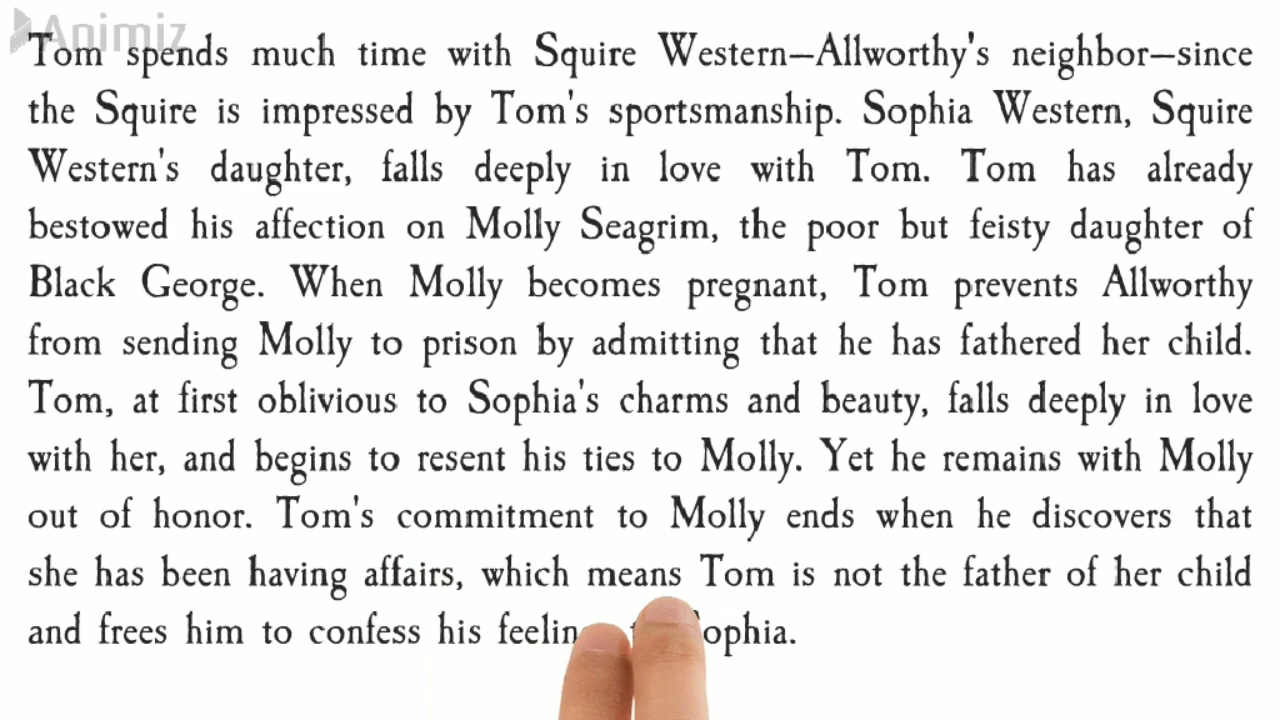 Animiz
Tom spends much time with Squire Western—Allworthy's neighbor—since
the Squire is impressed by Tom's sportsmanship. Sophia Western, Squire
Western's daughter, falls deeply in love with Tom. Tom has already
bestowed his affection on Molly Seagrim, the poor but feisty daughter of
Black George. When Molly becomes pregnant, Tom prevents Allworthy
from sending Molly to prison by admitting that he has fathered her child.
Tom, at first oblivious to Sophia's charms and beauty, falls deeply in love
with her, and begins to resent his ties to Molly. Yet he remains with Molly
out of honor. Tom's commitment to Molly ends when he discovers that
she has been having affairs, which means Tom is not the father of her child
and frees him to confess his